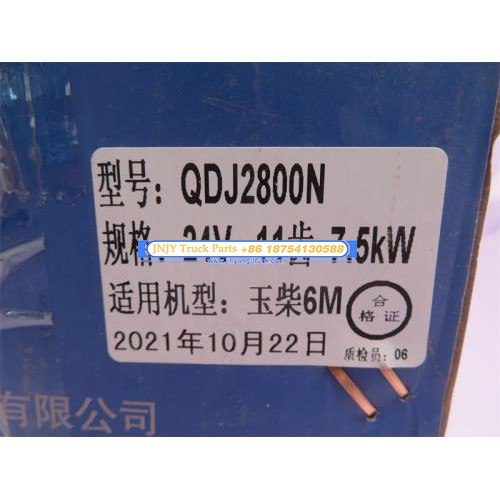 型号: QDJ2800N
规格: 24V 11齿 7.5kW
JNJY Truck Parts +86 18754130588
适用机型: 玉柴6M
合格证
2021年10月22日
质检员: 06
有限公司